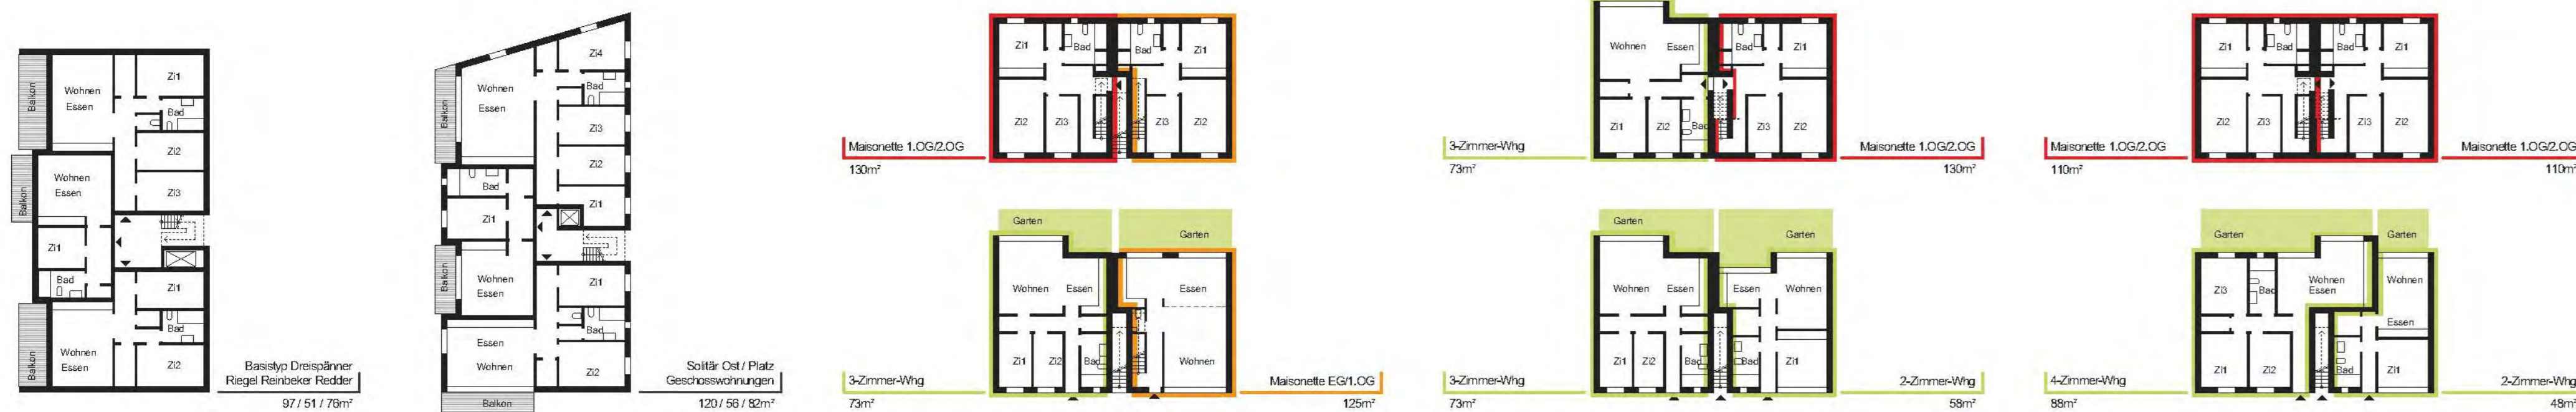 Balkon
Wohnen
Essen
Zi1
Bad
Zi2
Balkon
Wohnen
Essen
Zi3
Zi1
Bad
Zi1
Balkon
Wohnen
Essen
Bad
Zi2
Basistyp Dreispänner
Riegel Reinbeker Redder
97 / 51 / 76m²
Zi4
Balkon
Wohnen
Essen
Bad
Zi3
Zi2
Bad
Zi1
Zi1
Balkon
Wohnen
Essen
Zi1
Bad
Essen
Wohnen
Zi2
Balkon
Solitär Ost / Platz
Geschosswohnungen
120 / 56 / 82m²
Zi1
Bad
Bad
Zi1
Zi2
Zi3
Zi3
Zi2
Maisonette 1.OG/2.OG
130m²
Garten
Garten
Wohnen
Essen
Essen
Zi1
Zi2
Bad
Wohnen
3-Zimmer-Whg
73m²
Maisonette EG/1.OG
125m²
Wohnen
Essen
Bad
Zi1
Zi1
Zi2
Bad
Zi3
Zi2
3-Zimmer-Whg
73m²
Maisonette 1.OG/2.OG
130m²
Garten
Garten
Wohnen
Essen
Essen
Wohnen
Zi1
Zi2
Bad
Bad
Zi1
3-Zimmer-Whg
73m²
2-Zimmer-Whg
58m²
Zi1
Bad
Bad
Zi1
Zi2
Zi3
Zi3
Zi2
Maisonette 1.OG/2.OG
110m²
Maisonette 1.OG/2.OG
110m²
Garten
Garten
Zi3
Bad
Wohnen
Essen
Wohnen
Essen
Zi1
Zi2
Bad
Zi1
4-Zimmer-Whg
88m²
2-Zimmer-Whg
48m²